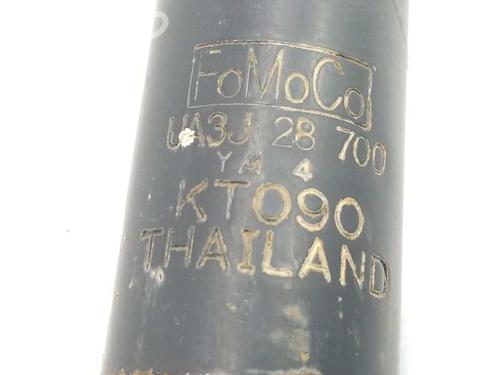 FoMoCo
UA3J 28 700
YA 4
KT090
THAILAND